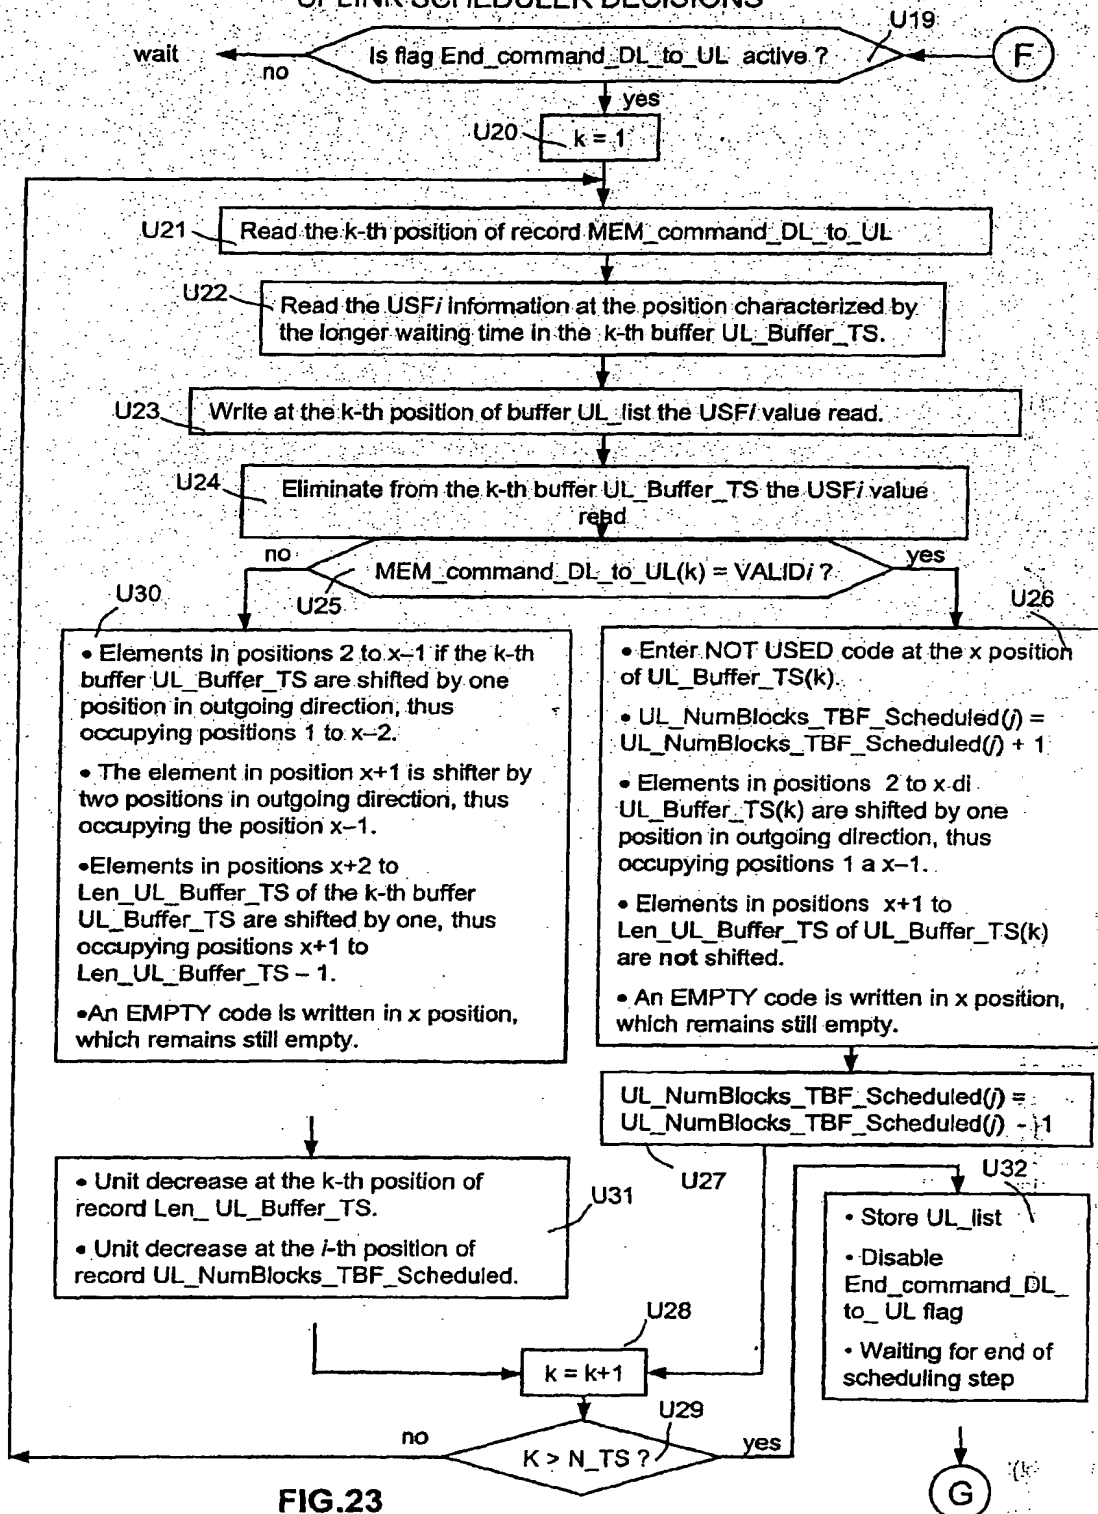 UPLINK SCHEDULER DECISIONS
U19
wait
no
Is flag End_command_DL_to_UL active ?
F
yes
U20
k = 1
U21
Read the k-th position of record MEM_command_DL_to_UL
U22
Read the USFi information at the position characterized by
the longer waiting time in the k-th buffer UL_Buffer_TS.
U23
Write at the k-th position of buffer UL_list the USFi value read.
U24
Eliminate from the k-th buffer UL_Buffer_TS the USFi value
read
no
yes
MEM_command_DL_to_UL(k) = VALIDi ?
U25
U30
• Elements in positions 2 to x–1 if the k-th
buffer UL_Buffer_TS are shifted by one
position in outgoing direction, thus
occupying positions 1 to x–2.
• The element in position x+1 is shifter by
two positions in outgoing direction, thus
occupying the position x–1.
•Elements in positions x+2 to
Len_UL_Buffer_TS of the k-th buffer
UL_Buffer_TS are shifted by one, thus
occupying positions x+1 to
Len_UL_Buffer_TS – 1.
•An EMPTY code is written in x position,
which remains still empty.
U26
• Enter NOT USED code at the x position
of UL_Buffer_TS(k).
• UL_NumBlocks_TBF_Scheduled(j) =
UL_NumBlocks_TBF_Scheduled(j) + 1
• Elements in positions 2 to x di
UL_Buffer_TS(k) are shifted by one
position in outgoing direction, thus
occupying positions 1 a x–1.
• Elements in positions x+1 to
Len_UL_Buffer_TS of UL_Buffer_TS(k)
are not shifted.
• An EMPTY code is written in x position,
which remains still empty.
UL_NumBlocks_TBF_Scheduled(j) =
UL_NumBlocks_TBF_Scheduled(j) - 1
U27
• Unit decrease at the k-th position of
record Len_ UL_Buffer_TS.
• Unit decrease at the i-th position of
record UL_NumBlocks_TBF_Scheduled.
U31
U32
• Store UL_list
• Disable
End_command_DL_
to_ UL flag
• Waiting for end of
scheduling step
U28
k = k+1
U29
no
K > N_TS ?
yes
G
FIG.23